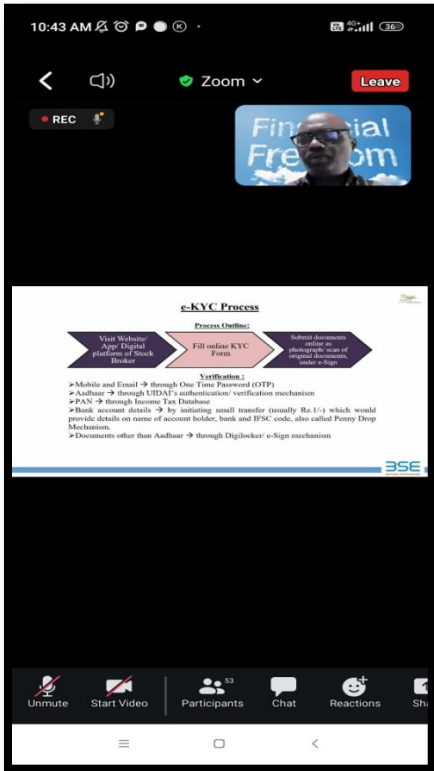 10:43 AM
4G+
36
Zoom
Leave
REC
Financial
Freedom
e-KYC Process
Process Outline:
Visit Website/
App/ Digital
platform of Stock
Broker
Fill online KYC
Form
Submit documents
online as
photograph/ scan of
original documents,
under e-Sign
Verification :
➢Mobile and Email → through One Time Password (OTP)
➢Aadhaar → through UIDAI's authentication/ verification mechanism
➢PAN → through Income Tax Database
➢Bank account details → by initiating small transfer (usually Re.1/-) which would
provide details on name of account holder, bank and IFSC code, also called Penny Drop
Mechanism.
➢Documents other than Aadhaar → through Digilocker/ e-Sign mechanism
BSE
53
Unmute
Start Video
Participants
Chat
Reactions
Sh